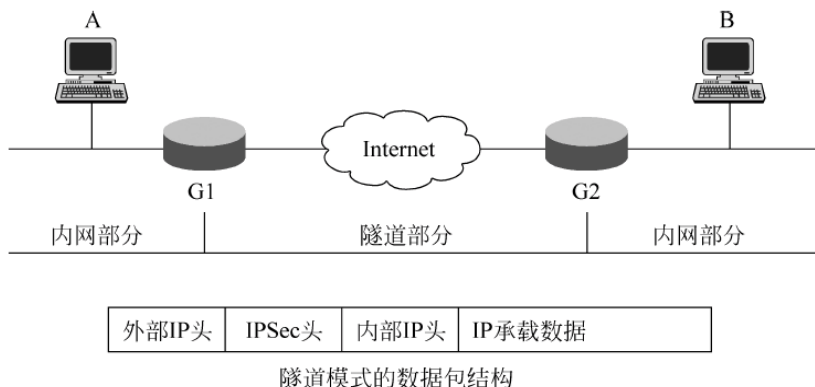 A B
Internet
G1 G2
内网部分 隧道部分 内网部分
外部IP头 IPSec头 内部IP头 IP承载数据
隧道模式的数据包结构